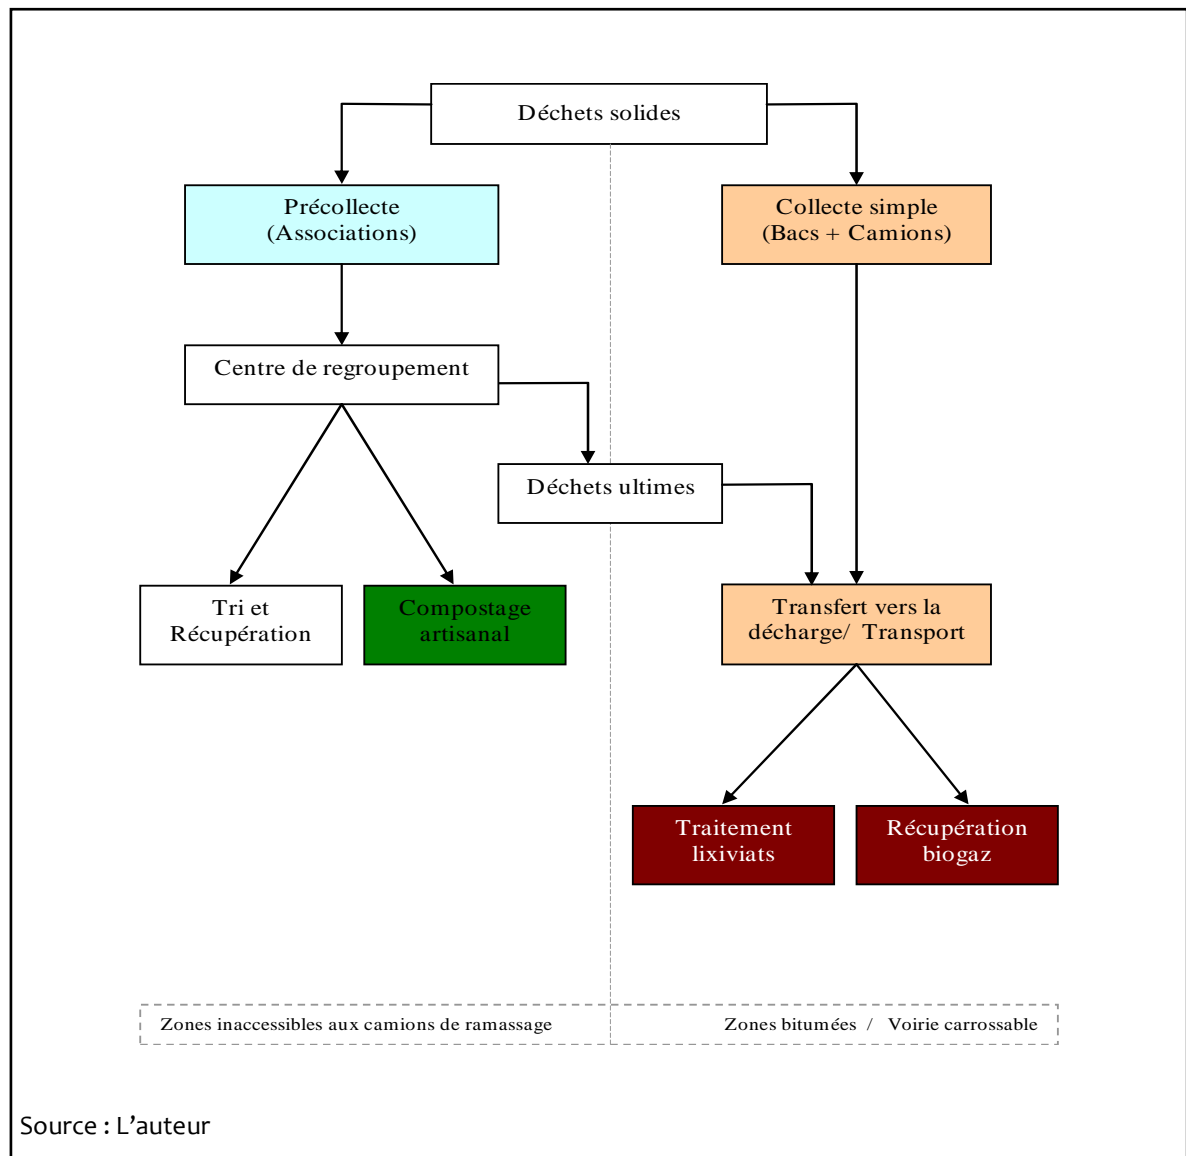 Déchets solides
Précollecte
(Associations)
Collecte simple
(Bacs + Camions)
Centre de regroupement
Déchets ultimes
Tri et
Récupération
Compostage
artisanal
Transfert vers la
décharge/ Transport
Traitement
lixiviats
Récupération
biogaz
Zones inaccessibles aux camions de ramassage
Zones bitumées / Voirie carrossable
Source : L’auteur